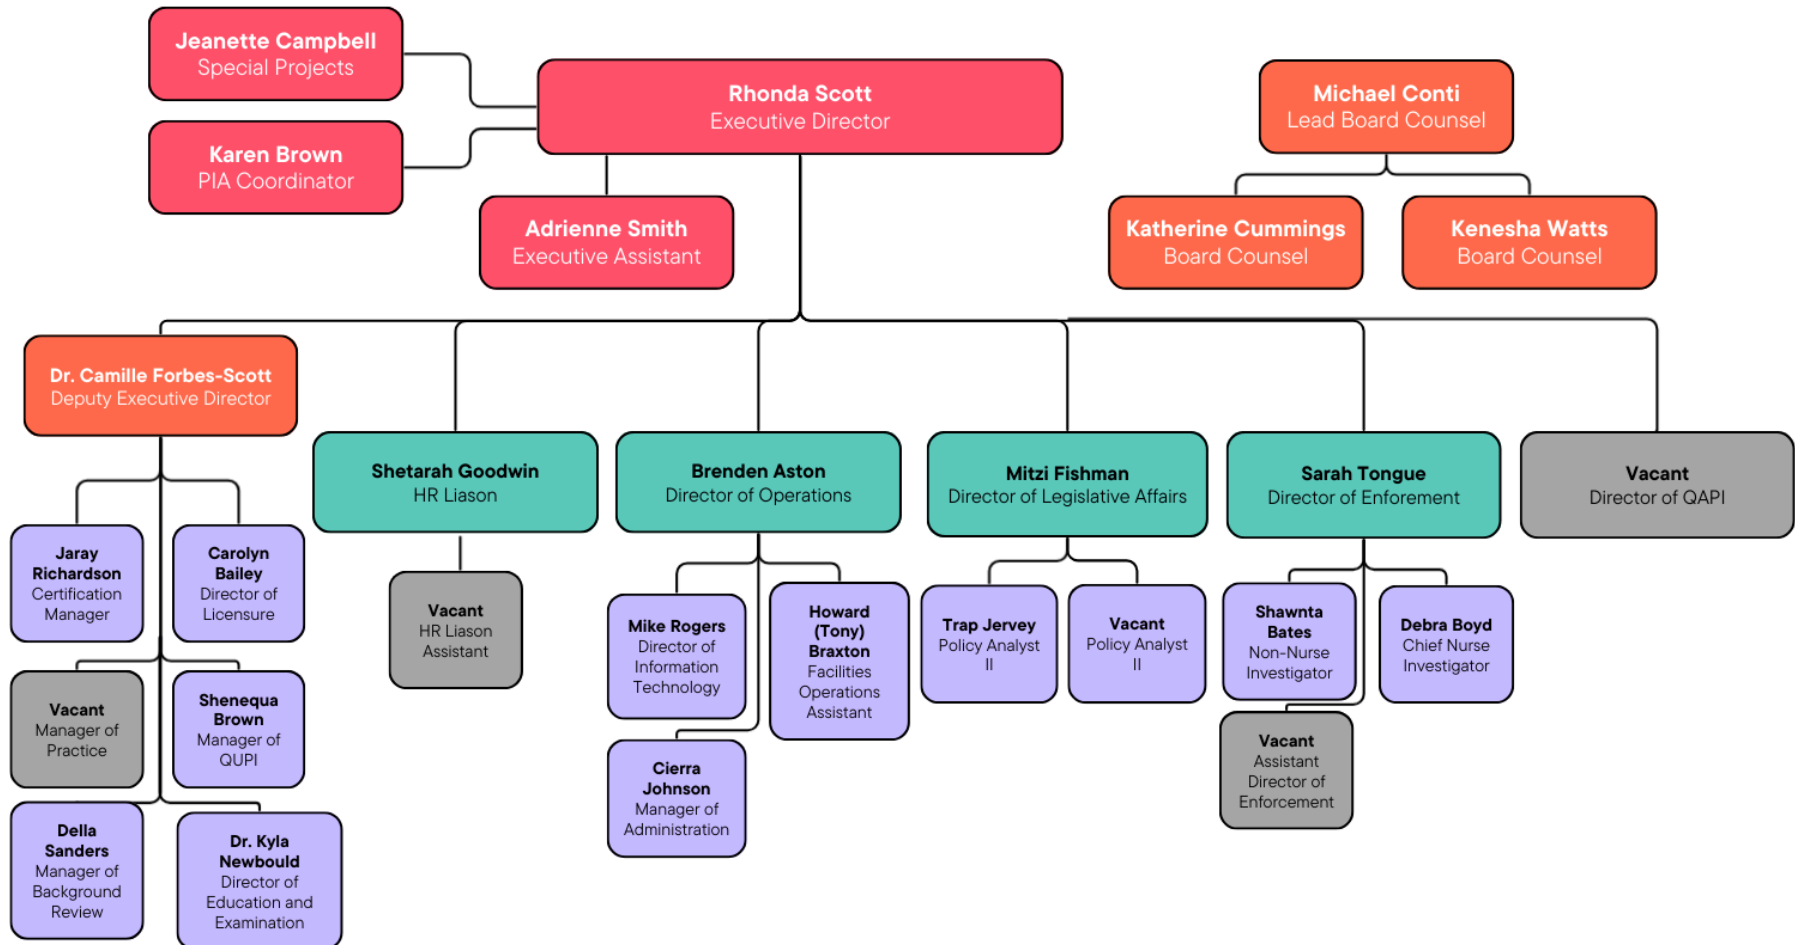 Jeanette Campbell
Special Projects
Rhonda Scott
Executive Director
Michael Conti
Lead Board Counsel
Karen Brown
PIA Coordinator
Adrienne Smith
Executive Assistant
Katherine Cummings
Board Counsel
Kenesha Watts
Board Counsel
Dr. Camille Forbes-Scott
Deputy Executive Director
Shetarah Goodwin
HR Liason
Brenden Aston
Director of Operations
Mitzi Fishman
Director of Legislative Affairs
Sarah Tongue
Director of Enforement
Vacant
Director of QAPI
Jaray
Richardson
Certification
Manager
Carolyn
Bailey
Director of
Licensure
Vacant
HR Liason
Assistant
Mike Rogers
Director of
Information
Technology
Howard
(Tony)
Braxton
Facilities
Operations
Assistant
Trap Jervey
Policy Analyst
II
Vacant
Policy Analyst
II
Shawnta
Bates
Non-Nurse
Investigator
Debra Boyd
Chief Nurse
Investigator
Vacant
Manager of
Practice
Shenequa
Brown
Manager of
QUPI
Cierra
Johnson
Manager of
Administration
Vacant
Assistant
Director of
Enforcement
Della
Sanders
Manager of
Background
Review
Dr. Kyla
Newbould
Director of
Education and
Examination